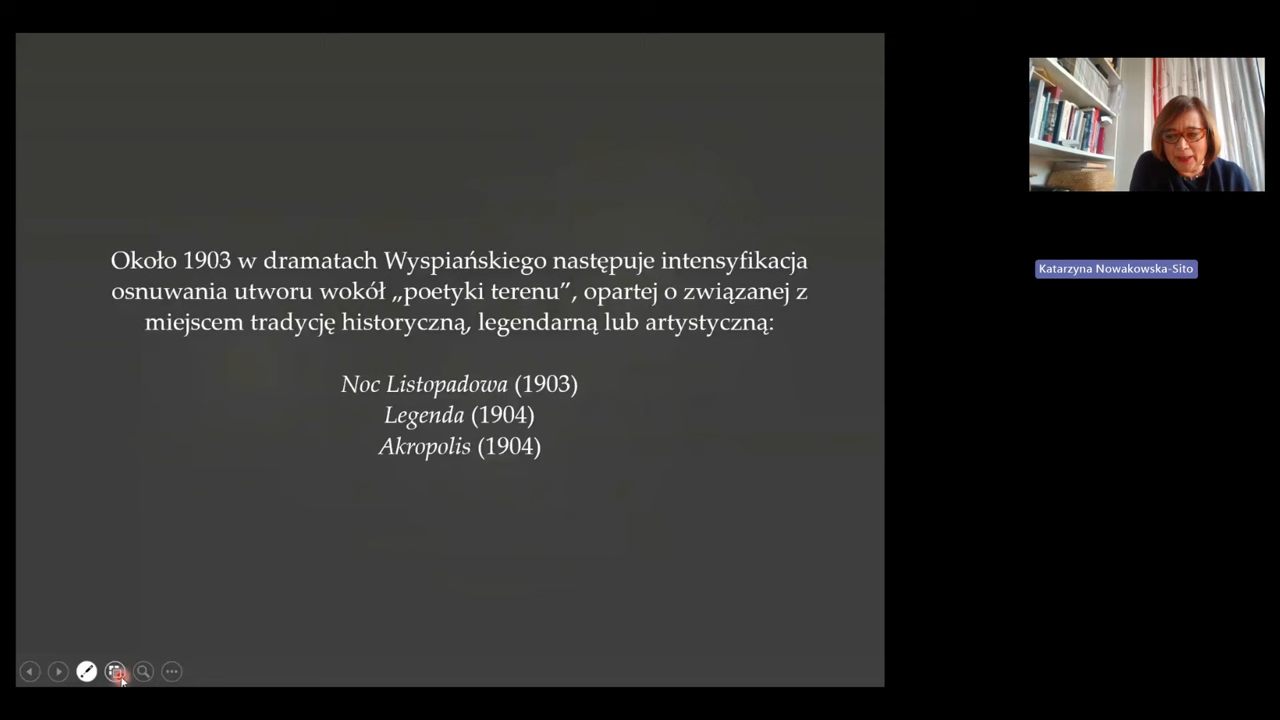 Około 1903 w dramatach Wyspiańskiego następuje intensyfikacja
osnuwania utworu wokół „poetyki terenu”, opartej o związanej z
miejscem tradycję historyczną, legendarną lub artystyczną:
Noc Listopadowa (1903)
Legenda (1904)
Akropolis (1904)
Katarzyna Nowakowska-Sito